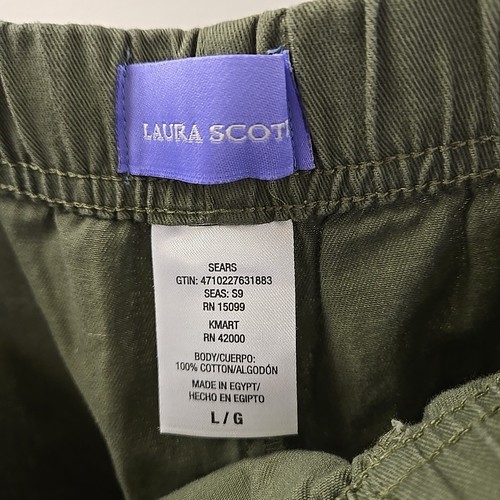 LAURA SCOT
SEARS
GTIN: 4710227631883
SEAS: S9
RN 15099
KMART
RN 42000
BODY/CUERPO:
100% COTTON/ALGODÓN
MADE IN EGYPT/
HECHO EN EGIPTO
L / G